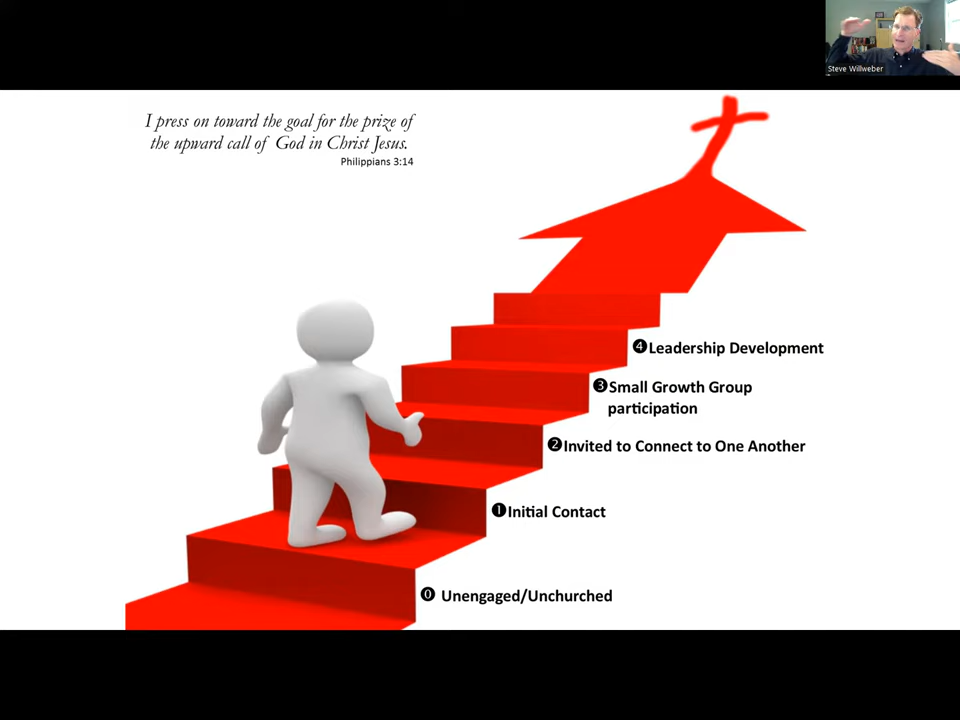 Steve Willweber
I press on toward the goal for the prize of
the upward call of God in Christ Jesus.
Philippians 3:14
❹Leadership Development
❸Small Growth Group
participation
❷Invited to Connect to One Another
❶Initial Contact
⓿ Unengaged/Unchurched